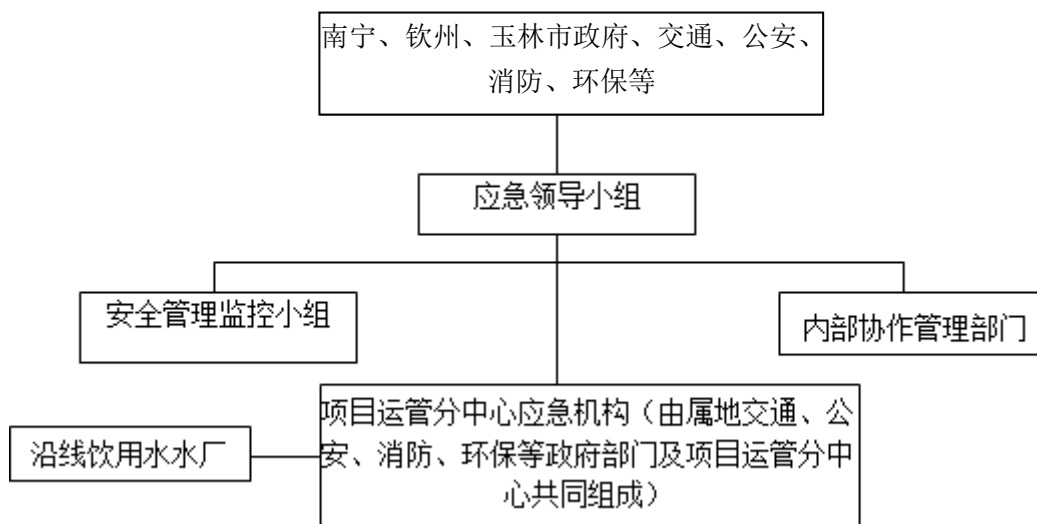 南宁、钦州、玉林市政府、交通、公安、
消防、环保等
应急领导小组
安全管理监控小组
内部协作管理部门
沿线饮用水水厂
项目运管分中心应急机构（由属地交通、公
安、消防、环保等政府部门及项目运管分中
心共同组成）